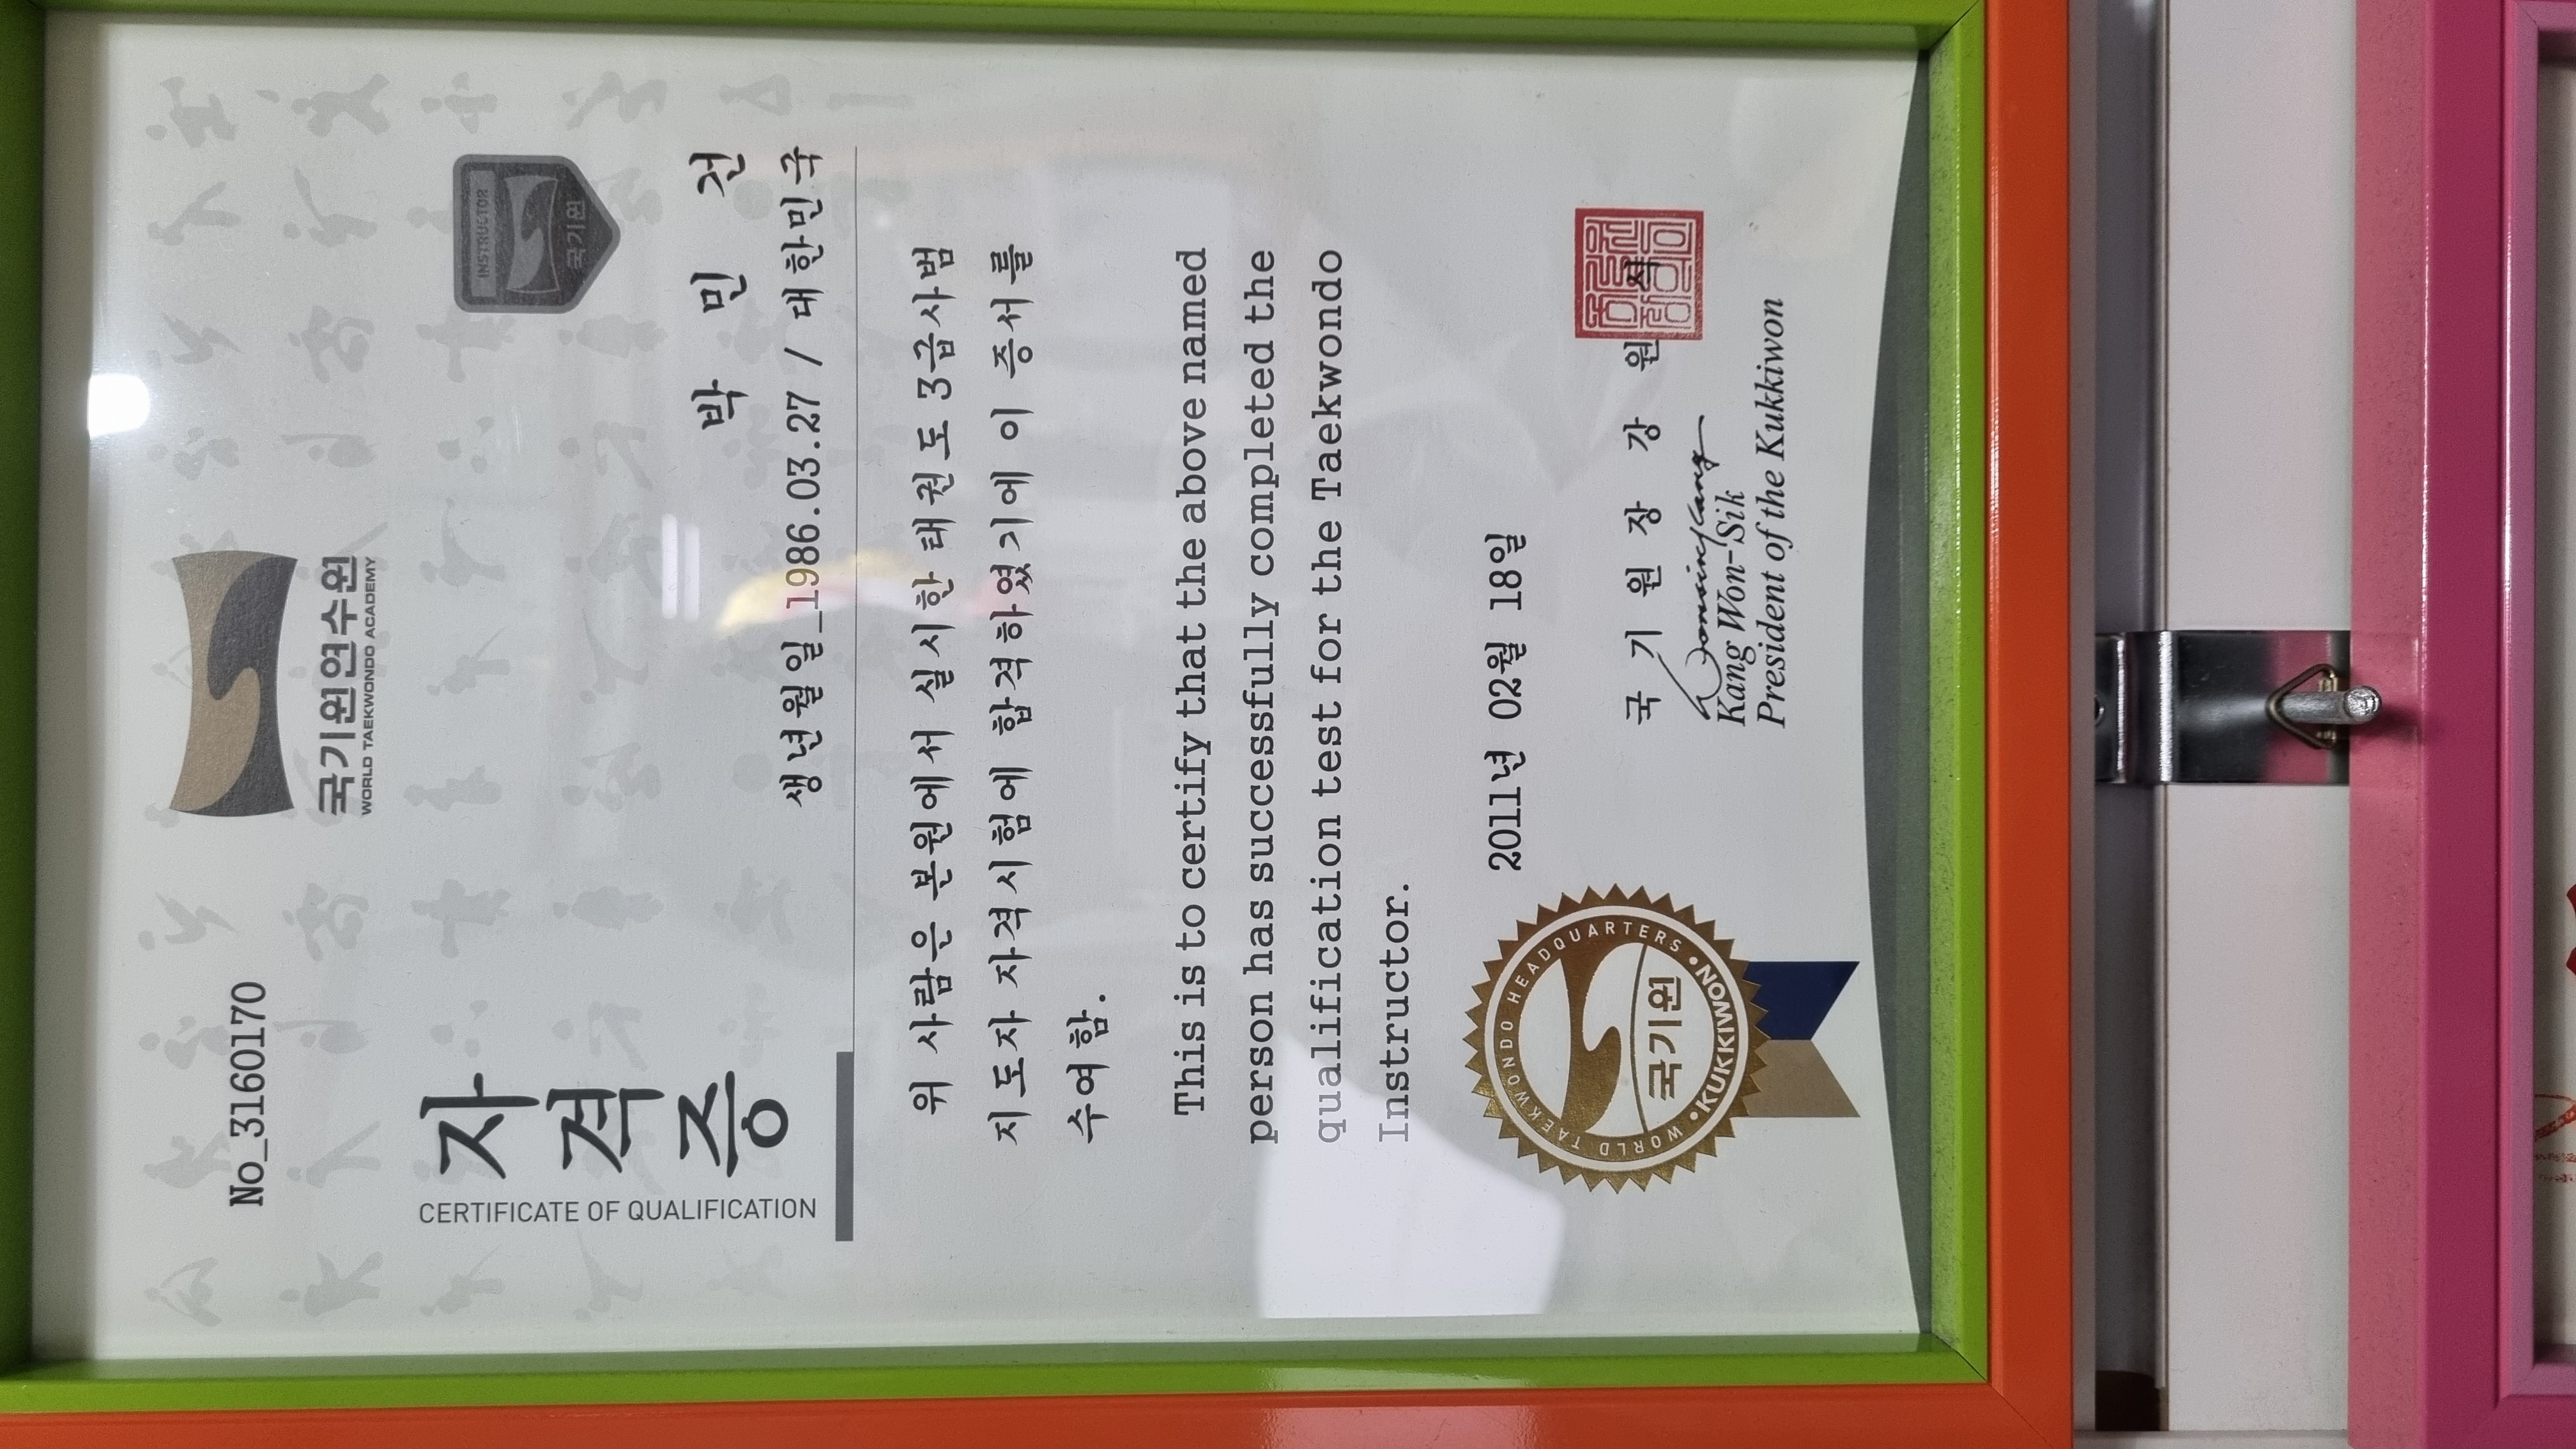 No_3160170
국기원연수원
WORLD TAEKWONDO ACADEMY
자격증
CERTIFICATE OF QUALIFICATION
INSTRUCTOR
국기원
박 민 전
생년월일_1986.03.27 / 대한민국
위 사람은 본원에서 실시한 태권도 3급사범
지도자 자격시험에 합격하였기에 이 증서를
수여함.
This is to certify that the above named
person has successfully completed the
qualification test for the Taekwondo
Instructor.
2011년 02월 18일
국 기 원 장 강 원 식
Kang Won-Sik
President of the Kukkiwon
WORLD TAEKWONDO HEADQUARTERS
국기원
KUKKIWON